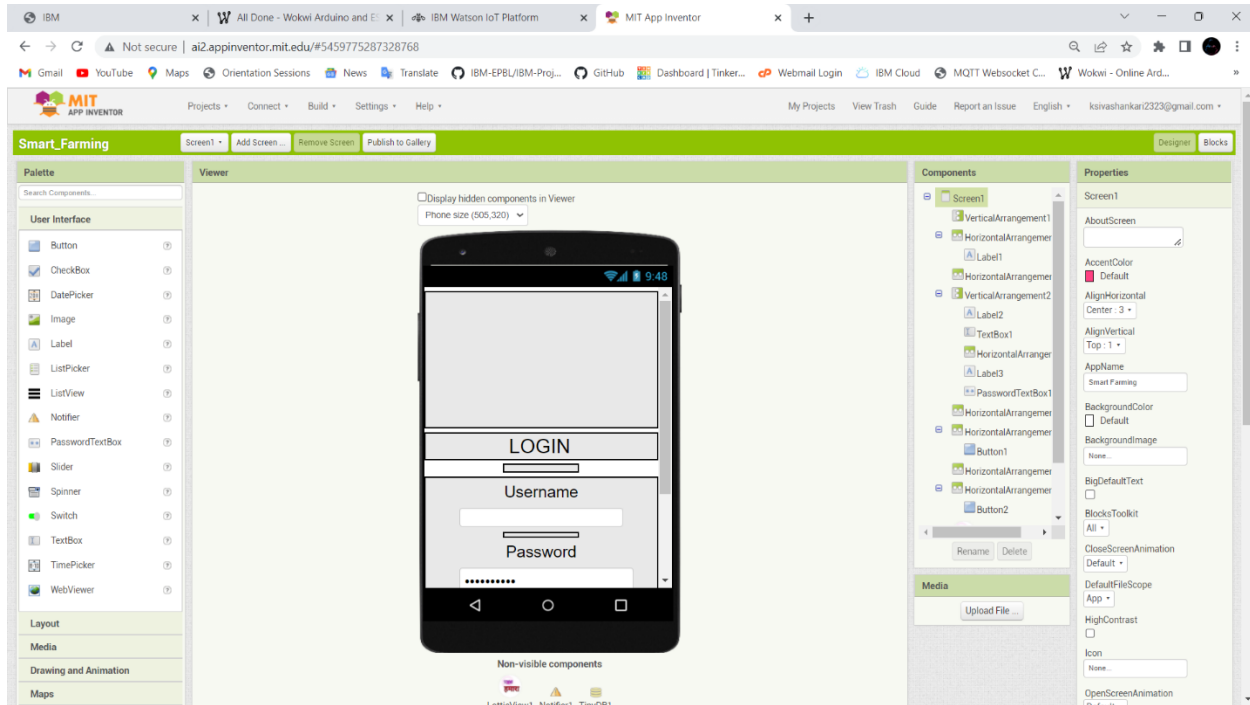 IBM
All Done - Wokwi Arduino and ES
IBM Watson IoT Platform
MIT App Inventor
Not secure | ai2.appinventor.mit.edu/#5459775287328768
Gmail YouTube Maps Orientation Sessions News Translate IBM-EPBL/IBM-Proj... GitHub Dashboard | Tinker... Webmail Login IBM Cloud MQTT Websocket C... Wokwi - Online Ard... »
MIT
APP INVENTOR
Projects Connect Build Settings Help
My Projects View Trash Guide Report an Issue English ksivashankari2323@gmail.com
Smart_Farming
Screen1 Add Screen ... Remove Screen Publish to Gallery
Designer Blocks
Palette
Search Components...
User Interface
Button
CheckBox
DatePicker
Image
Label
ListPicker
ListView
Notifier
PasswordTextBox
Slider
Spinner
Switch
TextBox
TimePicker
WebViewer
Layout
Media
Drawing and Animation
Maps
Viewer
Display hidden components in Viewer
Phone size (505,320)
9:48
LOGIN
Username
Password
••••••••••
Non-visible components
LottieView1 Notifier1 TinyDB1
Components
Screen1
VerticalArrangement1
HorizontalArrangemer
Label1
HorizontalArrangemer
VerticalArrangement2
Label2
TextBox1
HorizontalArranger
Label3
PasswordTextBox1
HorizontalArrangemer
HorizontalArrangemer
Button1
HorizontalArrangemer
HorizontalArrangemer
Button2
Rename Delete
Media
Upload File ...
Properties
Screen1
AboutScreen
AccentColor
Default
AlignHorizontal
Center : 3
AlignVertical
Top : 1
AppName
Smart Farming
BackgroundColor
Default
BackgroundImage
None...
BigDefaultText
BlocksToolkit
All
CloseScreenAnimation
Default
DefaultFileScope
App
HighContrast
Icon
None...
OpenScreenAnimation
Default